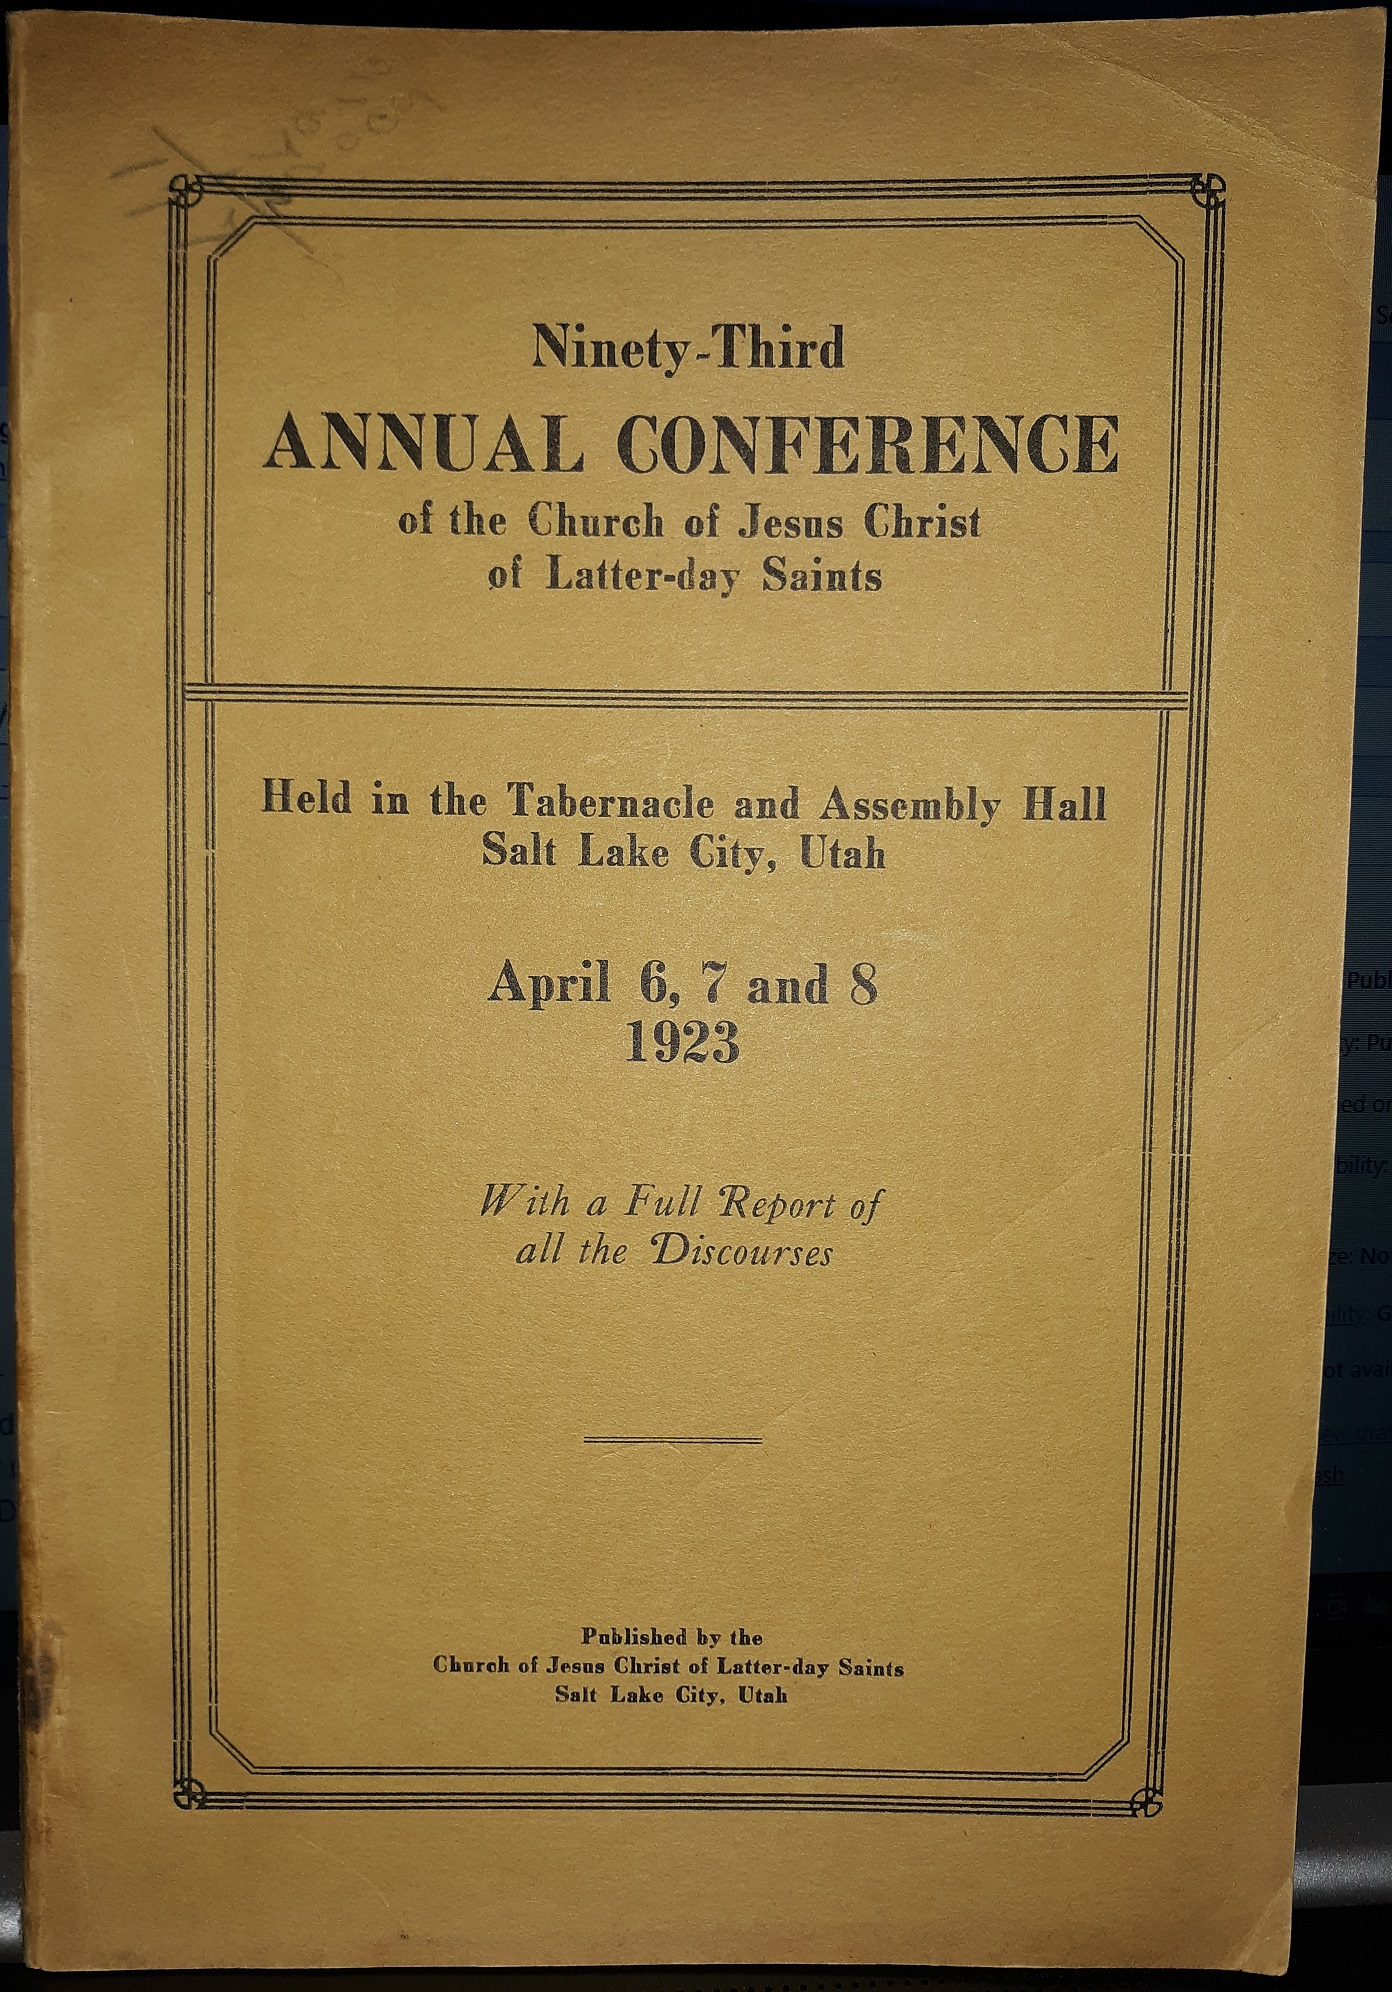 Ninety-Third
ANNUAL CONFERENCE
of the Church of Jesus Christ
of Latter-day Saints
Held in the Tabernacle and Assembly Hall
Salt Lake City, Utah
April 6, 7 and 8
1923
With a Full Report of
all the Discourses
Published by the
Church of Jesus Christ of Latter-day Saints
Salt Lake City, Utah